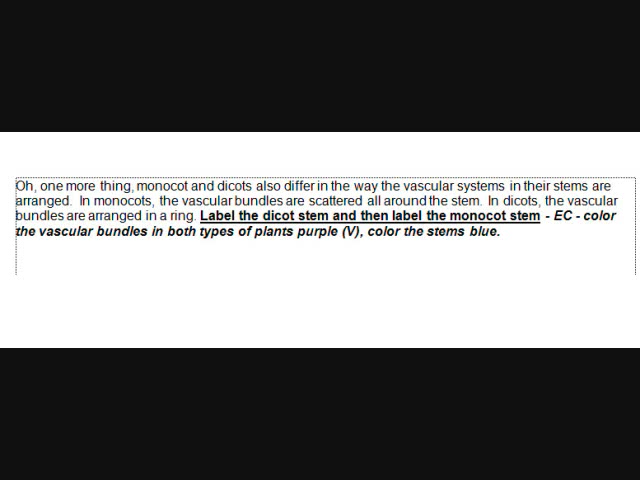 Oh, one more thing, monocot and dicots also differ in the way the vascular systems in their stems are
arranged.  In monocots, the vascular bundles are scattered all around the stem.  In dicots, the vascular
bundles are arranged in a ring. Label the dicot stem and then label the monocot stem - EC - color
the vascular bundles in both types of plants purple (V), color the stems blue.